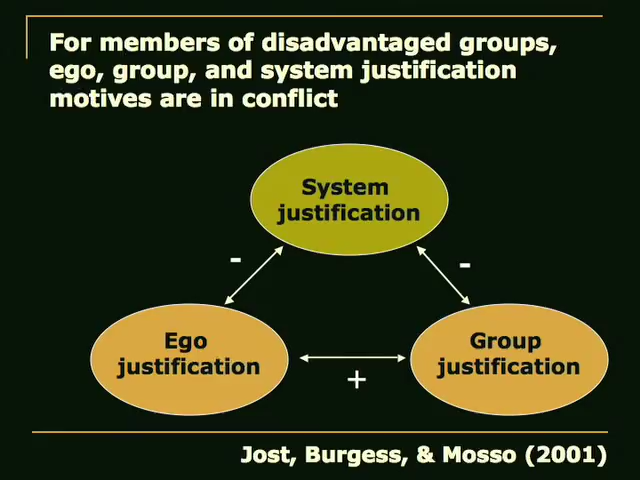 For members of disadvantaged groups,
ego, group, and system justification
motives are in conflict
System
justification
-
-
Ego
justification
Group
justification
+
Jost, Burgess, & Mosso (2001)